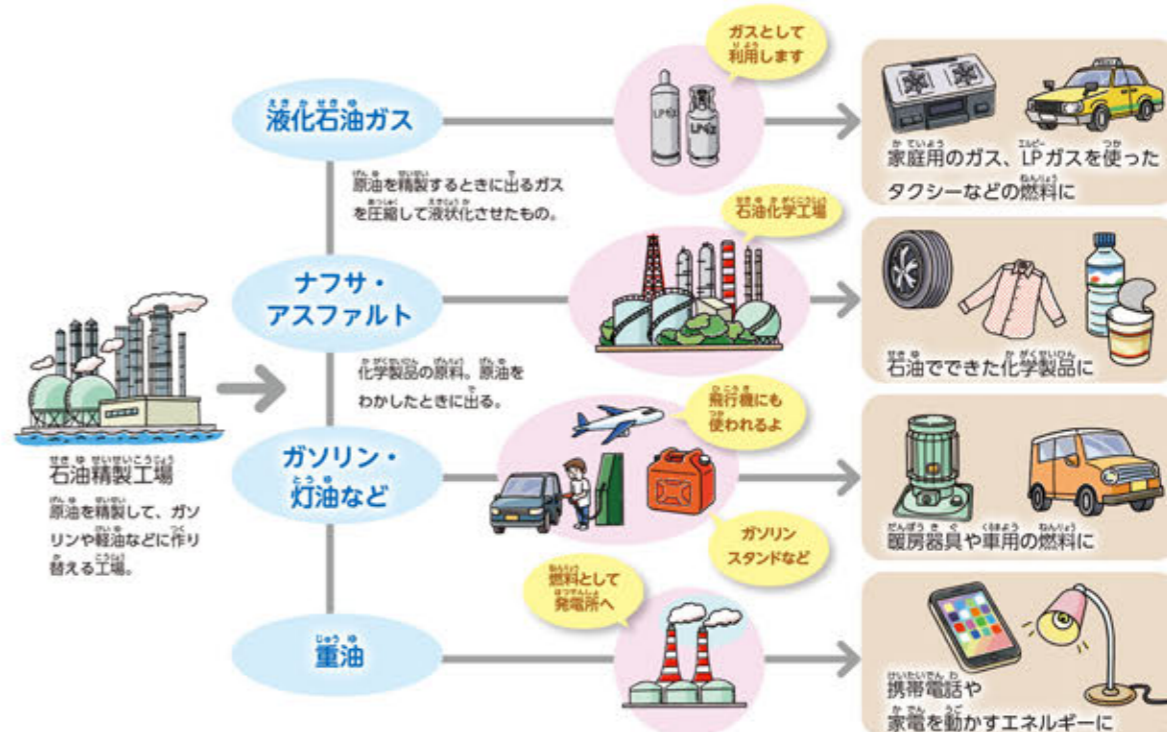 ガスとして
利用します
液化石油ガス
LPガス
家庭用のガス、LPガスを使った
タクシーなどの燃料に
原油を精製するときに出るガス
を圧縮して液状化させたもの。
石油化学工場
ナフサ・
アスファルト
石油でできた化学製品に
化学製品の原料。原油を
わかしたときに出る。
石油精製工場
原油を精製して、ガソ
リンや軽油などに作り
替える工場。
飛行機にも
使われるよ
ガソリン・
灯油など
ガソリン
スタンドなど
暖房器具や車用の燃料に
燃料として
発電所へ
重油
携帯電話や
家電を動かすエネルギーに